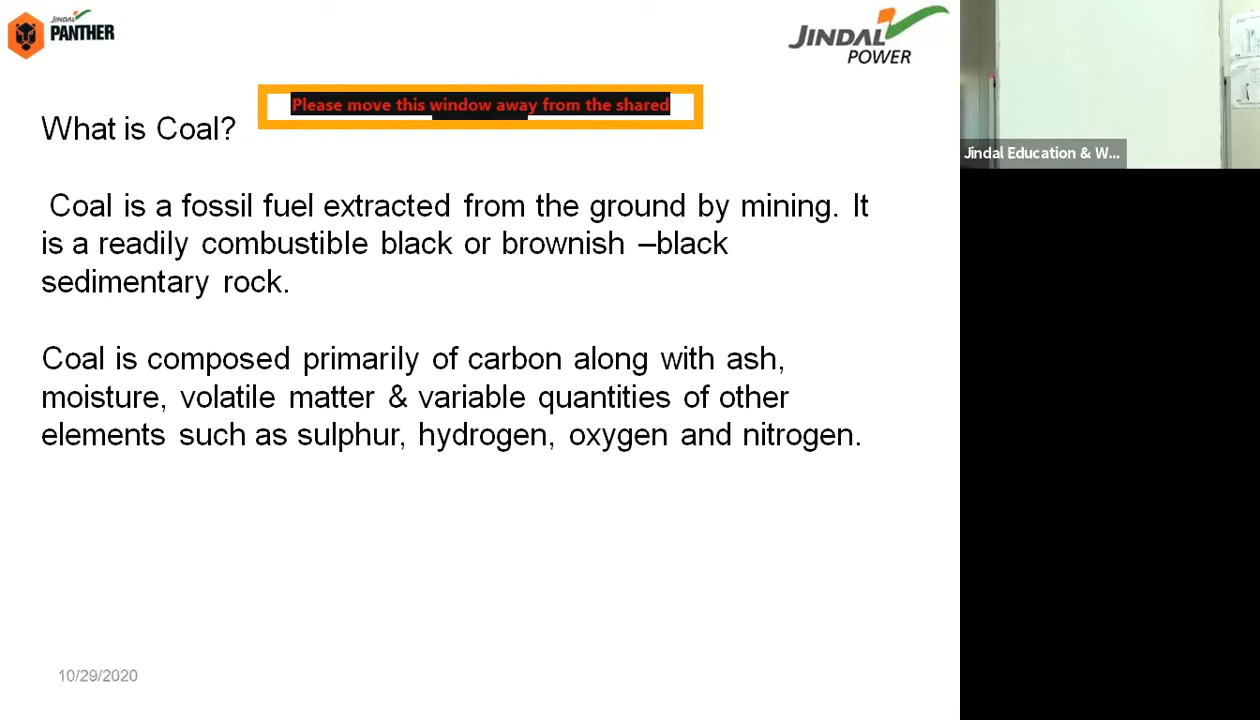 JINDAL
PANTHER
JINDAL
POWER
Please move this window away from the shared
What is Coal?
Jindal Education & W...
Coal is a fossil fuel extracted from the ground by mining. It
is a readily combustible black or brownish –black
sedimentary rock.
Coal is composed primarily of carbon along with ash,
moisture, volatile matter & variable quantities of other
elements such as sulphur, hydrogen, oxygen and nitrogen.
10/29/2020